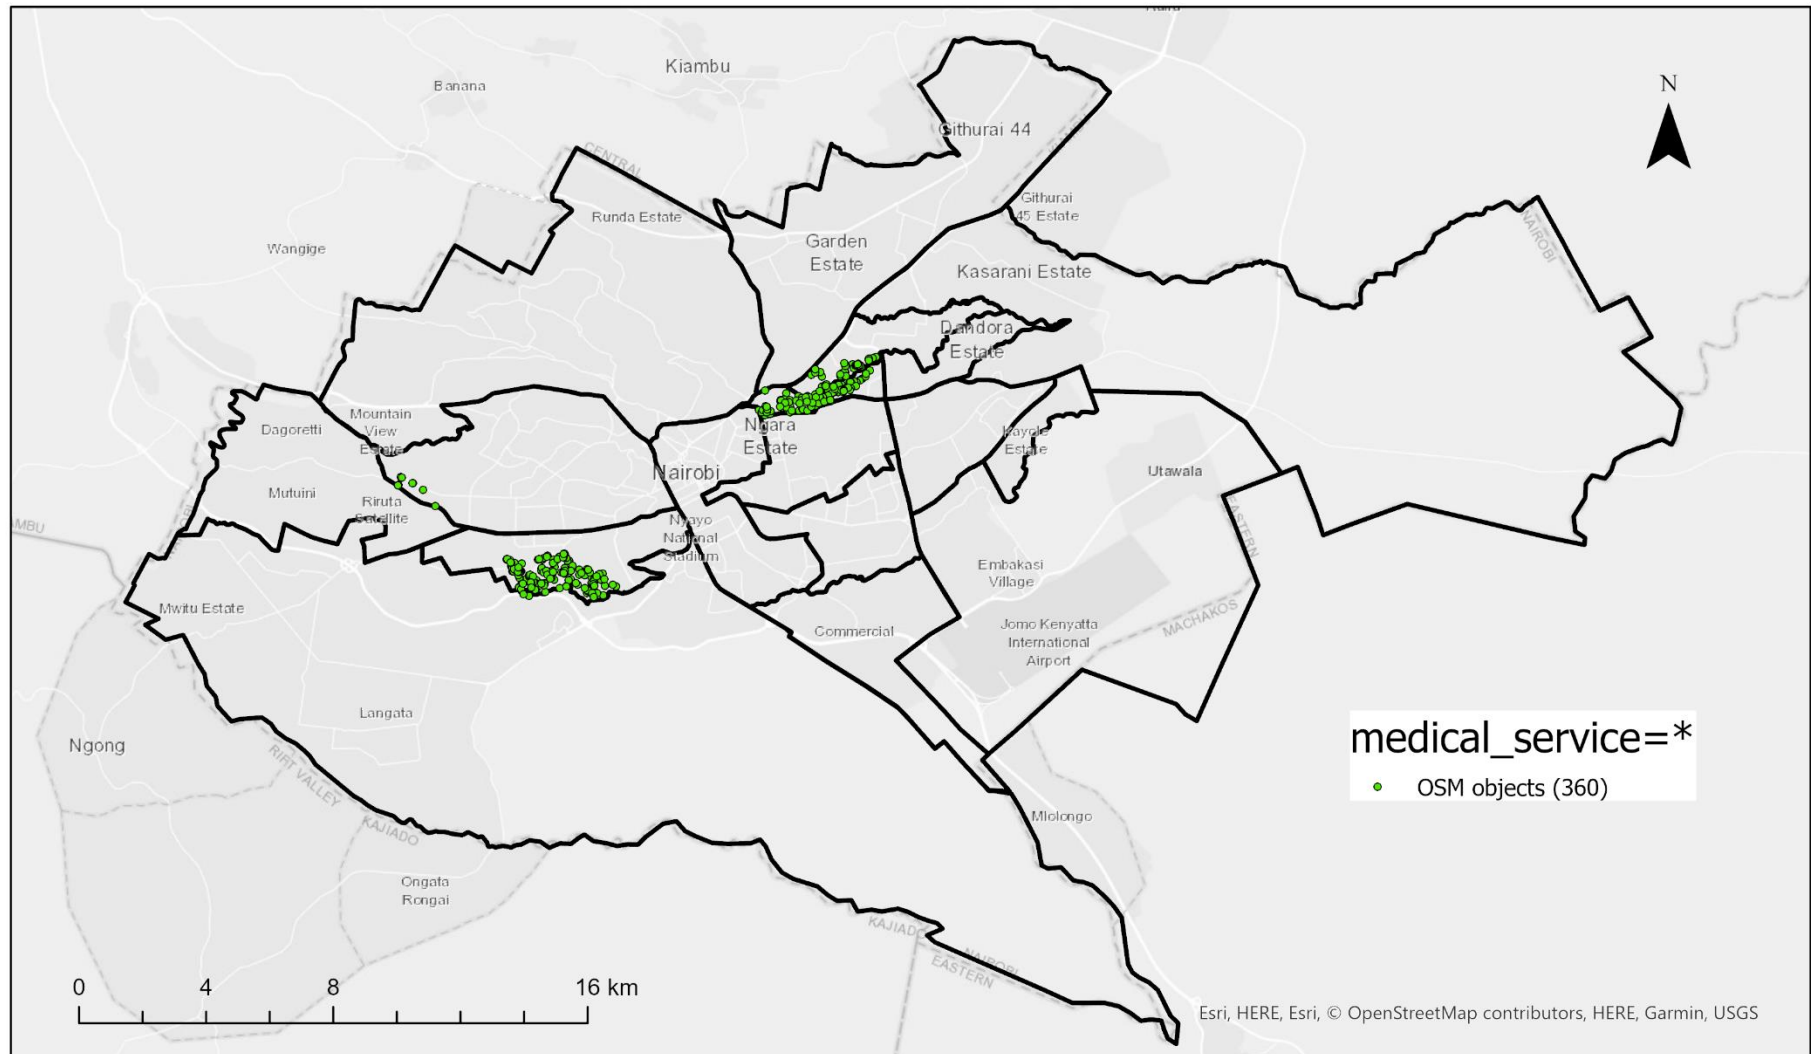 Kiambu
Banana
N
Githurai 44
CENTRAL
Runda Estate
Githurai
45 Estate
NAIROBI
Wangige
Garden
Estate
Kasarani Estate
Dandora
Estate
Mountain
View
Estate
Dagoretti
Ngara
Estate
Kayole
Estate
Nairobi
Utawala
Mutuini
Riruta
Satellite
Nyayo
National
Stadium
EASTERN
Embakasi
Village
Mwitu Estate
MACHAKOS
Commercial
Jomo Kenyatta
International
Airport
Langata
Ngong
medical_service=*
OSM objects (360)
RIFT VALLEY
KAJIADO
Mlolongo
Ongata
Rongai
KAJIADO
NAIROBI
EASTERN
0 4 8 16 km
Esri, HERE, Esri, © OpenStreetMap contributors, HERE, Garmin, USGS